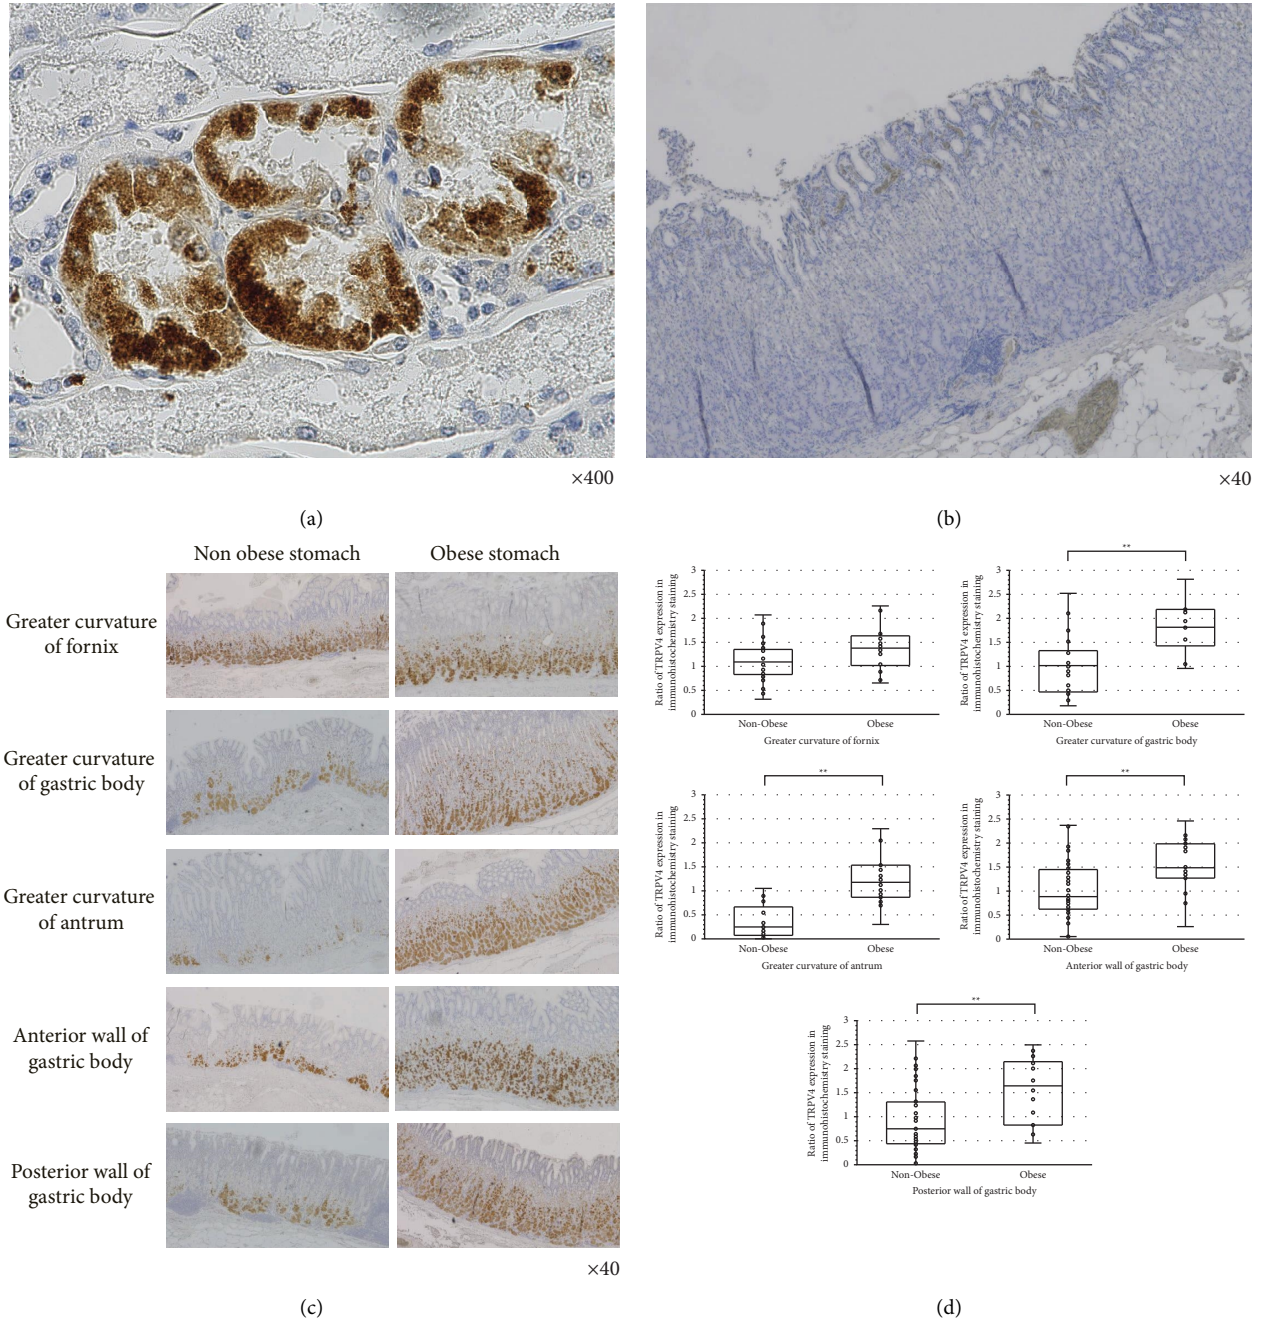 ×400
(a)
×40
(b)
Non obese stomach
Obese stomach
Greater curvature
of fornix
Greater curvature
of gastric body
Greater curvature
of antrum
Anterior wall of
gastric body
Posterior wall of
gastric body
×40
(c)
Ratio of TRPV4 expression in
immunohistochemistry staining
3
2.5
2
1.5
1
0.5
0
Non-Obese
Obese
Greater curvature of fornix
**
Ratio of TRPV4 expression in
immunohistochemistry staining
3
2.5
2
1.5
1
0.5
0
Non-Obese
Obese
Greater curvature of gastric body
**
Ratio of TRPV4 expression in
immunohistochemistry staining
3
2.5
2
1.5
1
0.5
0
Non-Obese
Obese
Greater curvature of antrum
**
Ratio of TRPV4 expression in
immunohistochemistry staining
3
2.5
2
1.5
1
0.5
0
Non-Obese
Obese
Anterior wall of gastric body
**
Ratio of TRPV4 expression in
immunohistochemistry staining
3
2.5
2
1.5
1
0.5
0
Non-Obese
Obese
Posterior wall of gastric body
(d)